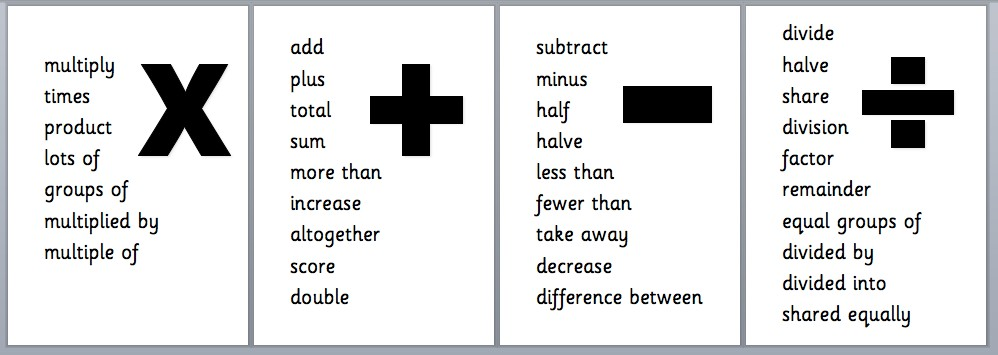 multiply
times
product
lots of
groups of
multiplied by
multiple of
X
add
plus
total
sum
more than
increase
altogether
score
double
+
subtract
minus
half
halve
less than
fewer than
take away
decrease
difference between
−
divide
halve
share
division
factor
remainder
equal groups of
divided by
divided into
shared equally
÷